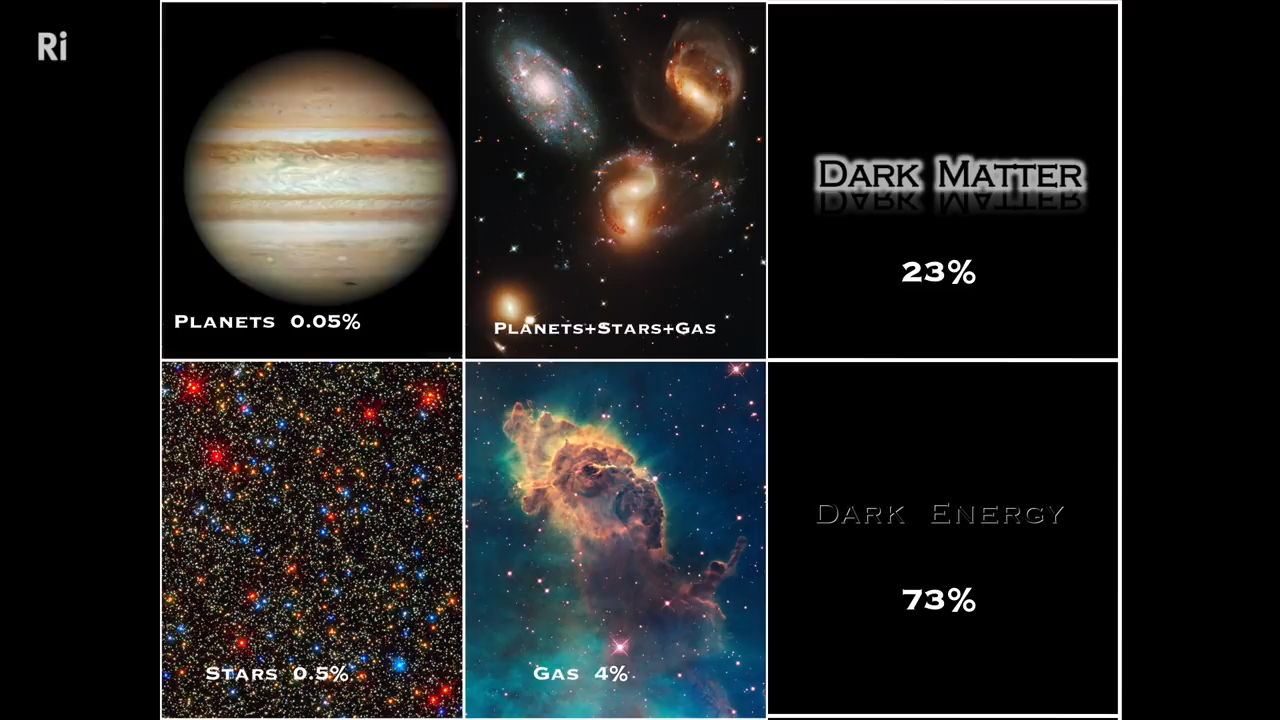 Ri
Planets 0.05%
Planets+Stars+Gas
Dark Matter
23%
Stars 0.5%
Gas 4%
Dark Energy
73%